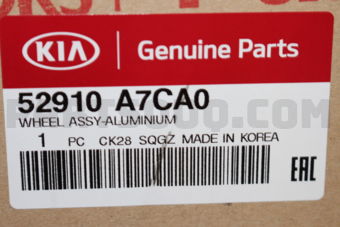 KIA Genuine Parts
52910 A7CA0
WHEEL ASSY-ALUMINIUM
1 PC CK28 SQGZ MADE IN KOREA
EAC